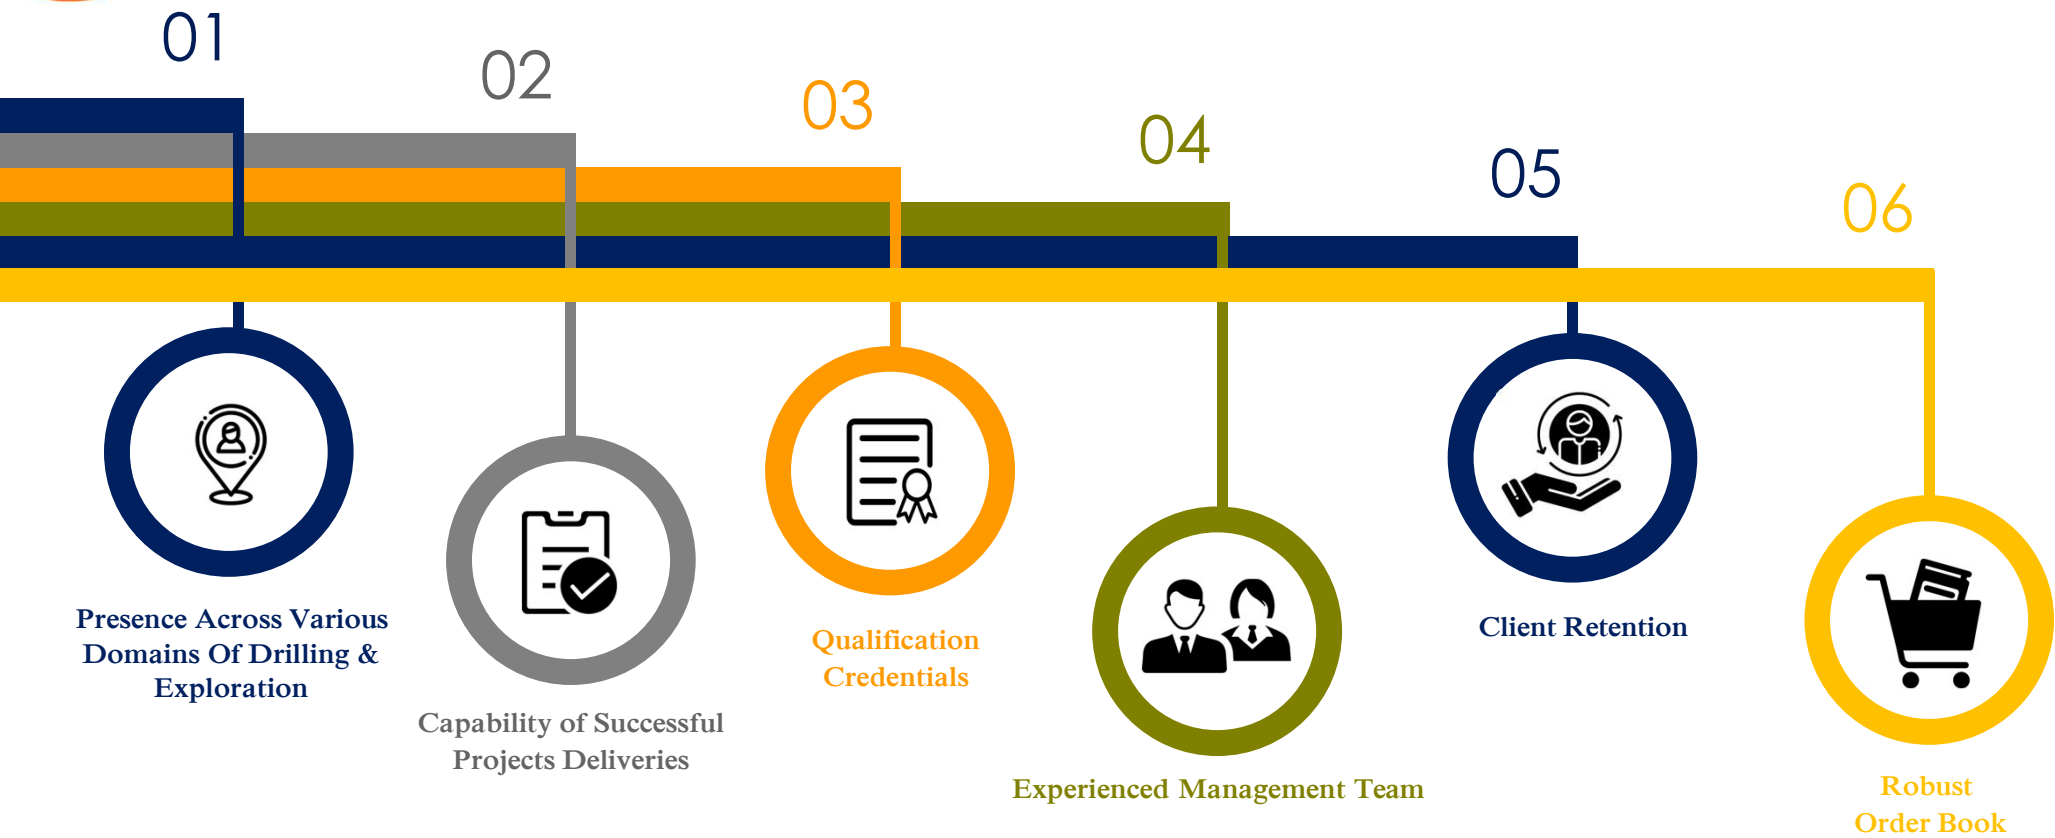 01
Presence Across Various
Domains Of Drilling &
Exploration
02
Capability of Successful
Projects Deliveries
03
Qualification
Credentials
04
Experienced Management Team
05
Client Retention
06
Robust
Order Book